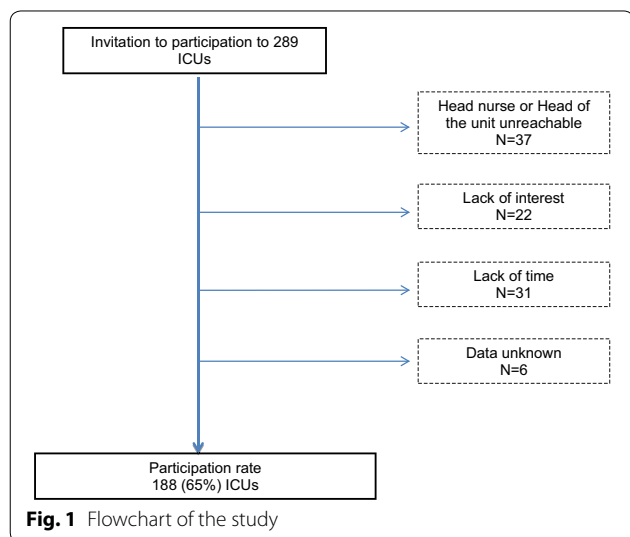 Invitation to participation to 289
ICUs
Head nurse or Head of
the unit unreachable
N=37
Lack of interest
N=22
Lack of time
N=31
Data unknown
N=6
Participation rate
188 (65%) ICUs
Fig. 1 Flowchart of the study